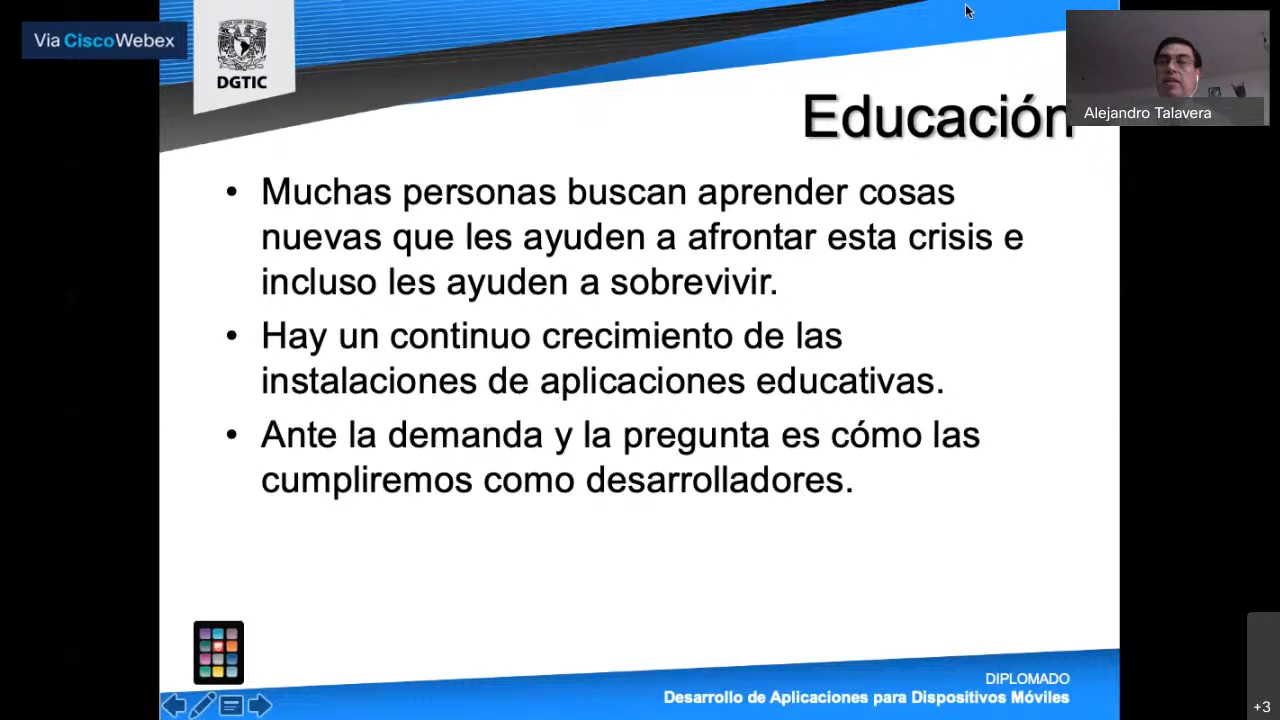 Via CiscoWebex
DGTIC
Alejandro Talavera
Educación
• Muchas personas buscan aprender cosas
nuevas que les ayuden a afrontar esta crisis e
incluso les ayuden a sobrevivir.
• Hay un continuo crecimiento de las
instalaciones de aplicaciones educativas.
• Ante la demanda y la pregunta es cómo las
cumpliremos como desarrolladores.
DIPLOMADO
Desarrollo de Aplicaciones para Dispositivos Móviles
+3